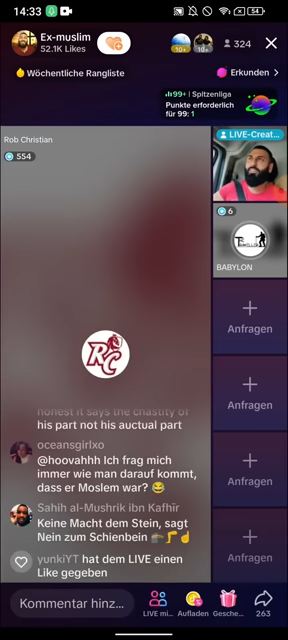 14:33
54
Ex-muslim
52.1K Likes
10+
10+
324
Wöchentliche Rangliste
Erkunden >
99+ | Spitzenliga
Punkte erforderlich
für 99: 1
Rob Christian
554
LIVE-Creat...
6
BABYLON
RC
Anfragen
Anfragen
Anfragen
Anfragen
honest it says the chastity of
his part not his auctual part
oceansgirlxo
@hoovahhh Ich frag mich
immer wie man darauf kommt,
dass er Moslem war? 😂
Sahih al-Mushrik ibn Kafhir
Keine Macht dem Stein, sagt
Nein zum Schienbein
yunkiYT hat dem LIVE einen
Like gegeben
Kommentar hinz...
LIVE mi...
Aufladen
Gesche...
263